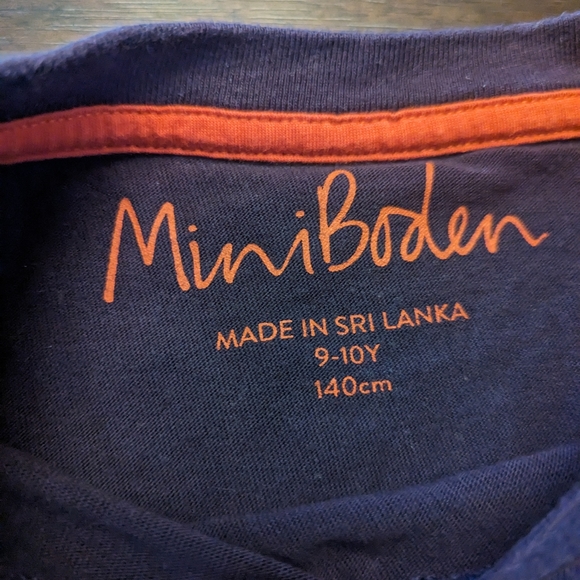 MiniBoden
MADE IN SRI LANKA
9-10Y
140cm